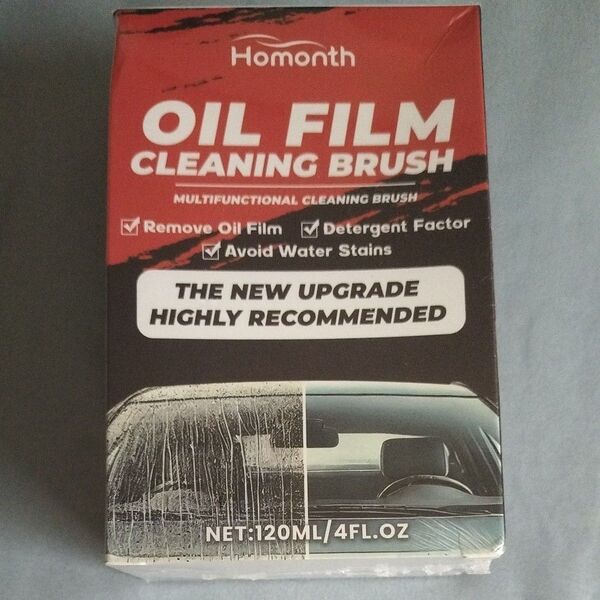 Homonth
OIL FILM
CLEANING BRUSH
MULTIFUNCTIONAL CLEANING BRUSH
Remove Oil Film Detergent Factor
Avoid Water Stains
THE NEW UPGRADE
HIGHLY RECOMMENDED
NET:120ML/4FL.OZ